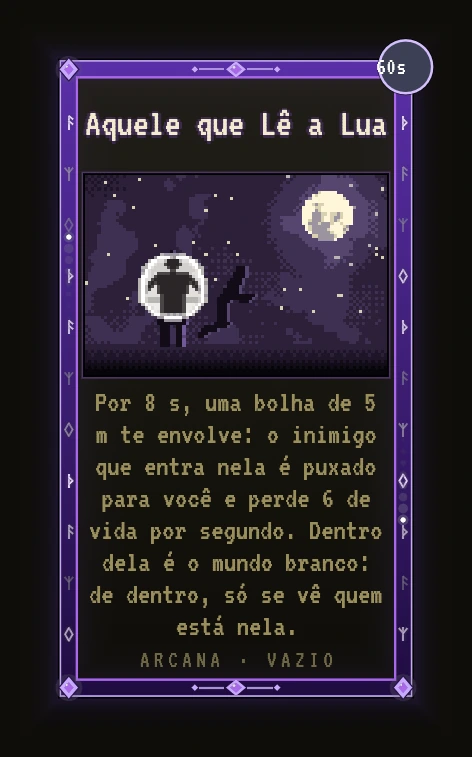 60s
Aquele que Lê a Lua
Por 8 s, uma bolha de 5
m te envolve: o inimigo
que entra nela é puxado
para você e perde 6 de
vida por segundo. Dentro
dela é o mundo branco:
de dentro, só se vê quem
está nela.
ARCANA · VAZIO